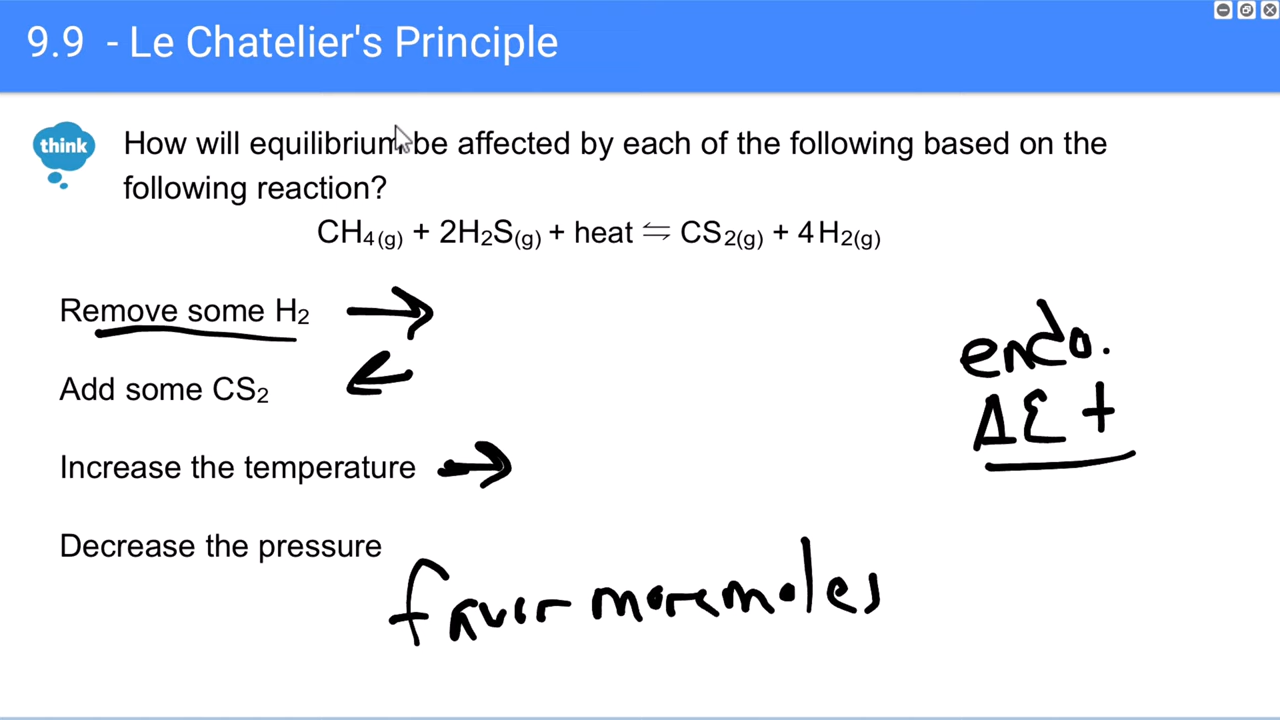 9.9 - Le Chatelier's Principle
think
How will equilibrium be affected by each of the following based on the
following reaction?
CH₄(g) + 2H₂S(g) + heat ⇌ CS₂(g) + 4H₂(g)
Remove some H₂ →
Add some CS₂ ←
Increase the temperature →
Decrease the pressure
favor more moles
endo.
ΔE +